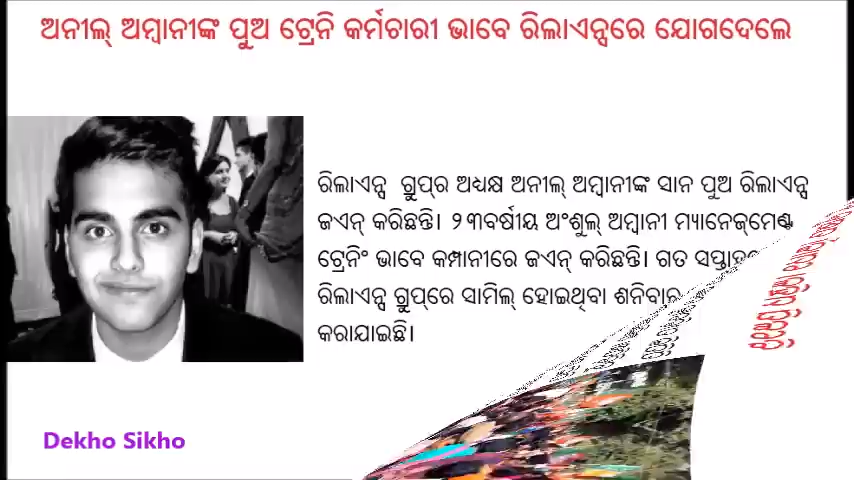 ଅନୀଲ୍ ଅମ୍ବାନୀଙ୍କ ପୁଅ ଟ୍ରେନି କର୍ମଚାରୀ ଭାବେ ରିଲାଏନ୍ସରେ ଯୋଗଦେଲେ
ରିଲାଏନ୍ସ ଗ୍ରୁପ୍‌ର ଅଧ୍ୟକ୍ଷ ଅନୀଲ୍ ଅମ୍ବାନୀଙ୍କ ସାନ ପୁଅ ରିଲାଏନ୍ସ
ଜଏନ୍ କରିଛନ୍ତି। ୨୩ବର୍ଷୀୟ ଅଂଶୁଲ୍ ଅମ୍ବାନୀ ମ୍ୟାନେଜ୍‌ମେଣ୍ଟ
ଟ୍ରେନିଂ ଭାବେ କମ୍ପାନୀରେ ଜଏନ୍ କରିଛନ୍ତି। ଗତ
ରିଲାଏନ୍ସ ଗ୍ରୁପ୍‌ରେ ସାମିଲ୍ ହୋଇଥିବା ଶନିବାର
କରାଯାଇଛି।
Dekho Sikho